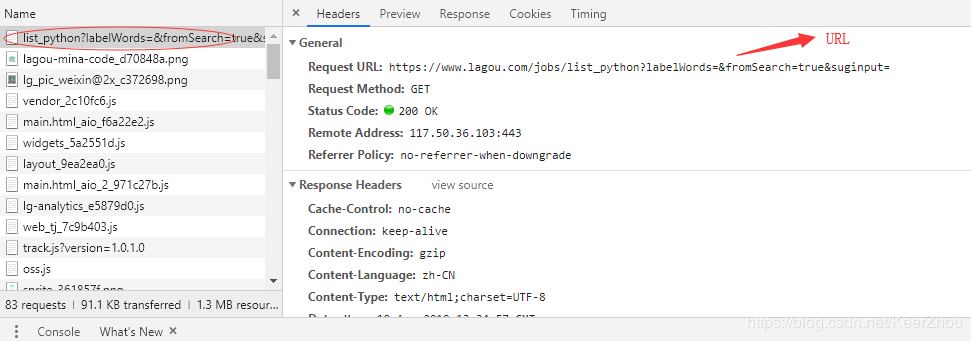 Name
list_python?labelWords=&fromSearch=true&s
lagou-mina-code_d70848a.png
lg_pic_weixin@2x_c372698.png
vendor_2c10fc6.js
main.html_aio_f6a22e2.js
widgets_5a2551d.js
layout_9ea2ea0.js
main.html_aio_2_971c27b.js
lg-analytics_e5879d0.js
web_tj_7c9b403.js
track.js?version=1.0.1.0
oss.js
sprite_361857f.png
83 requests | 91.1 KB transferred | 1.3 MB resour...
× Headers Preview Response Cookies Timing
▼ General
URL
Request URL: https://www.lagou.com/jobs/list_python?labelWords=&fromSearch=true&suginput=
Request Method: GET
Status Code: 200 OK
Remote Address: 117.50.36.103:443
Referrer Policy: no-referrer-when-downgrade
▼ Response Headers view source
Cache-Control: no-cache
Connection: keep-alive
Content-Encoding: gzip
Content-Language: zh-CN
Content-Type: text/html;charset=UTF-8
Console What's New ×
https://blog.csdn.net/KeerZhou